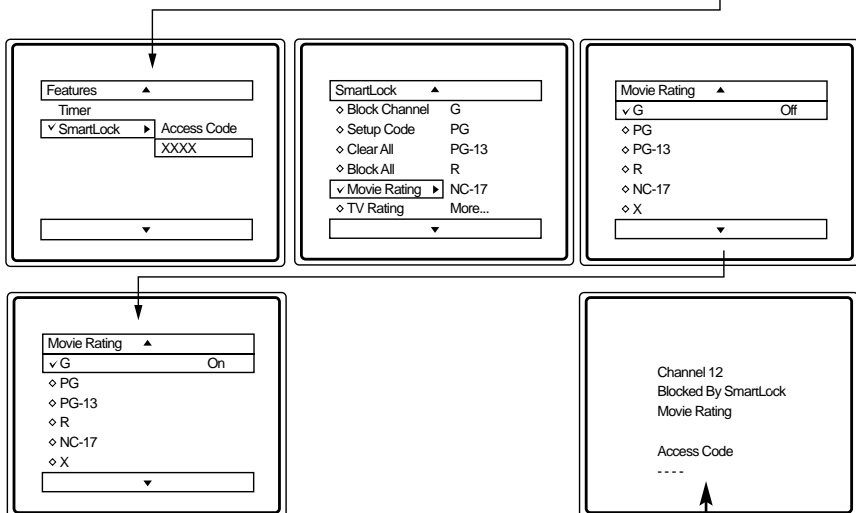 Features
Timer
SmartLock Access Code
XXXX
SmartLock
Block Channel G
Setup Code PG
Clear All PG-13
Block All R
Movie Rating NC-17
TV Rating More...
Movie Rating
G Off
PG
PG-13
R
NC-17
X
Movie Rating
G On
PG
PG-13
R
NC-17
X
Channel 12
Blocked By SmartLock
Movie Rating
Access Code
- - - -